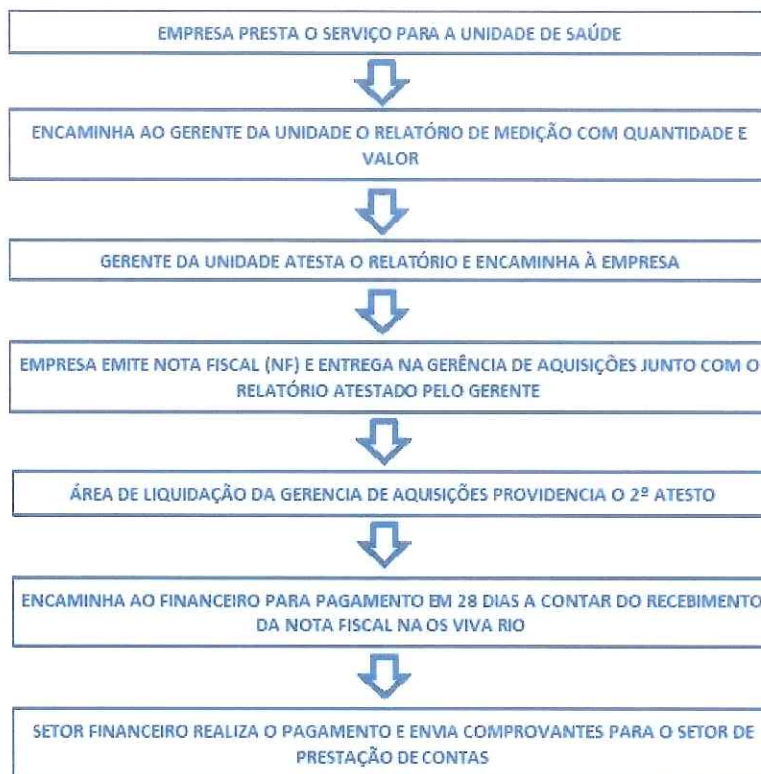 EMPRESA PRESTA O SERVIÇO PARA A UNIDADE DE SAÚDE
ENCAMINHA AO GERENTE DA UNIDADE O RELATÓRIO DE MEDIÇÃO COM QUANTIDADE E
VALOR
GERENTE DA UNIDADE ATESTA O RELATÓRIO E ENCAMINHA À EMPRESA
EMPRESA EMITE NOTA FISCAL (NF) E ENTREGA NA GERÊNCIA DE AQUISIÇÕES JUNTO COM O
RELATÓRIO ATESTADO PELO GERENTE
ÁREA DE LIQUIDAÇÃO DA GERENCIA DE AQUISIÇÕES PROVIDENCIA O 2º ATESTO
ENCAMINHA AO FINANCEIRO PARA PAGAMENTO EM 28 DIAS A CONTAR DO RECEBIMENTO
DA NOTA FISCAL NA OS VIVA RIO
SETOR FINANCEIRO REALIZA O PAGAMENTO E ENVIA COMPROVANTES PARA O SETOR DE
PRESTAÇÃO DE CONTAS